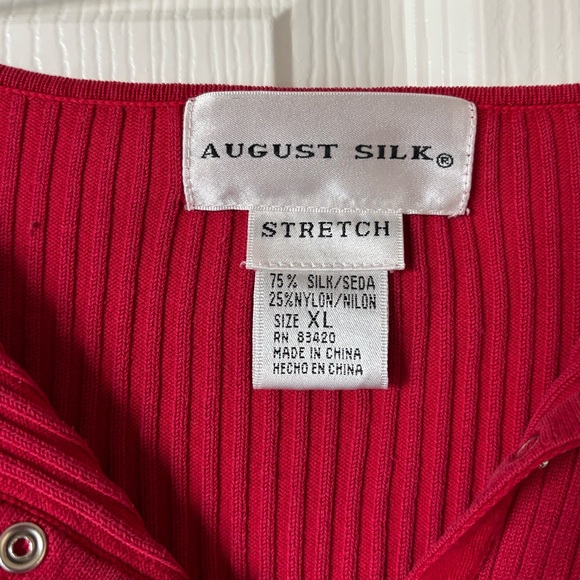 AUGUST SILK®
STRETCH
75% SILK/SEDA
25%NYLON/NILON
SIZE XL
RN 83420
MADE IN CHINA
HECHO EN CHINA